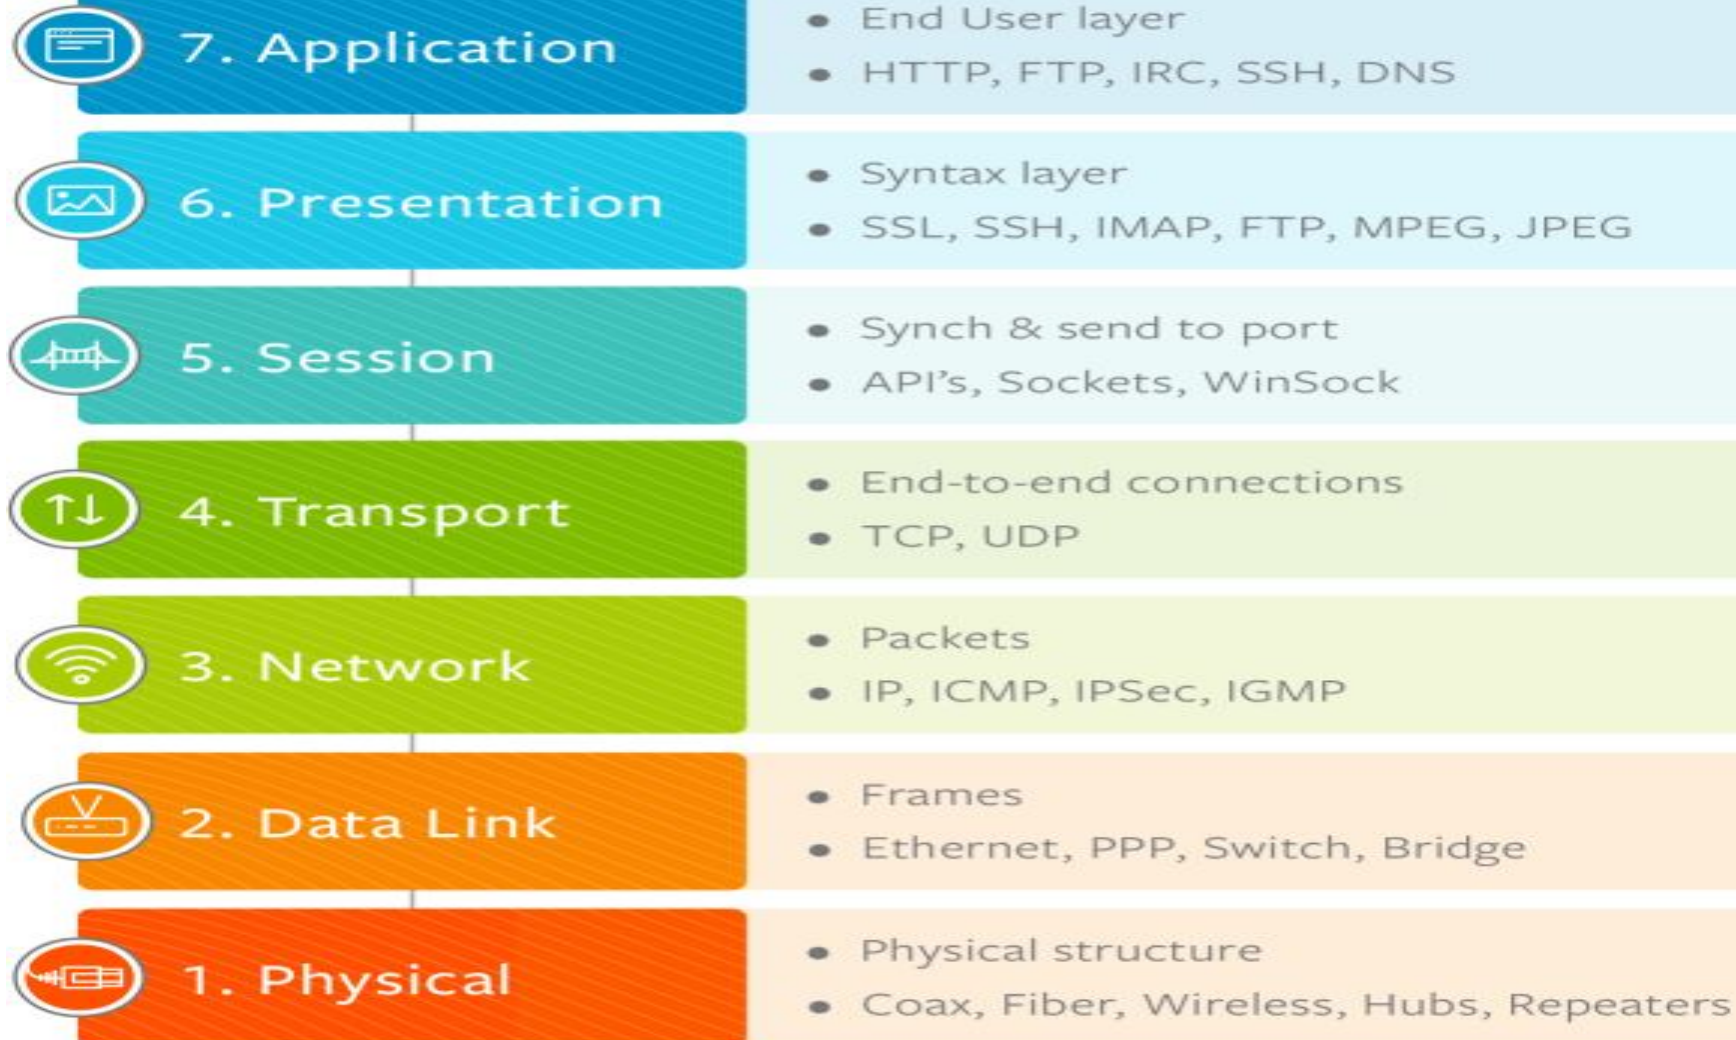 7. Application
• End User layer
• HTTP, FTP, IRC, SSH, DNS
6. Presentation
• Syntax layer
• SSL, SSH, IMAP, FTP, MPEG, JPEG
5. Session
• Synch & send to port
• API’s, Sockets, WinSock
4. Transport
• End-to-end connections
• TCP, UDP
3. Network
• Packets
• IP, ICMP, IPSec, IGMP
2. Data Link
• Frames
• Ethernet, PPP, Switch, Bridge
1. Physical
• Physical structure
• Coax, Fiber, Wireless, Hubs, Repeaters